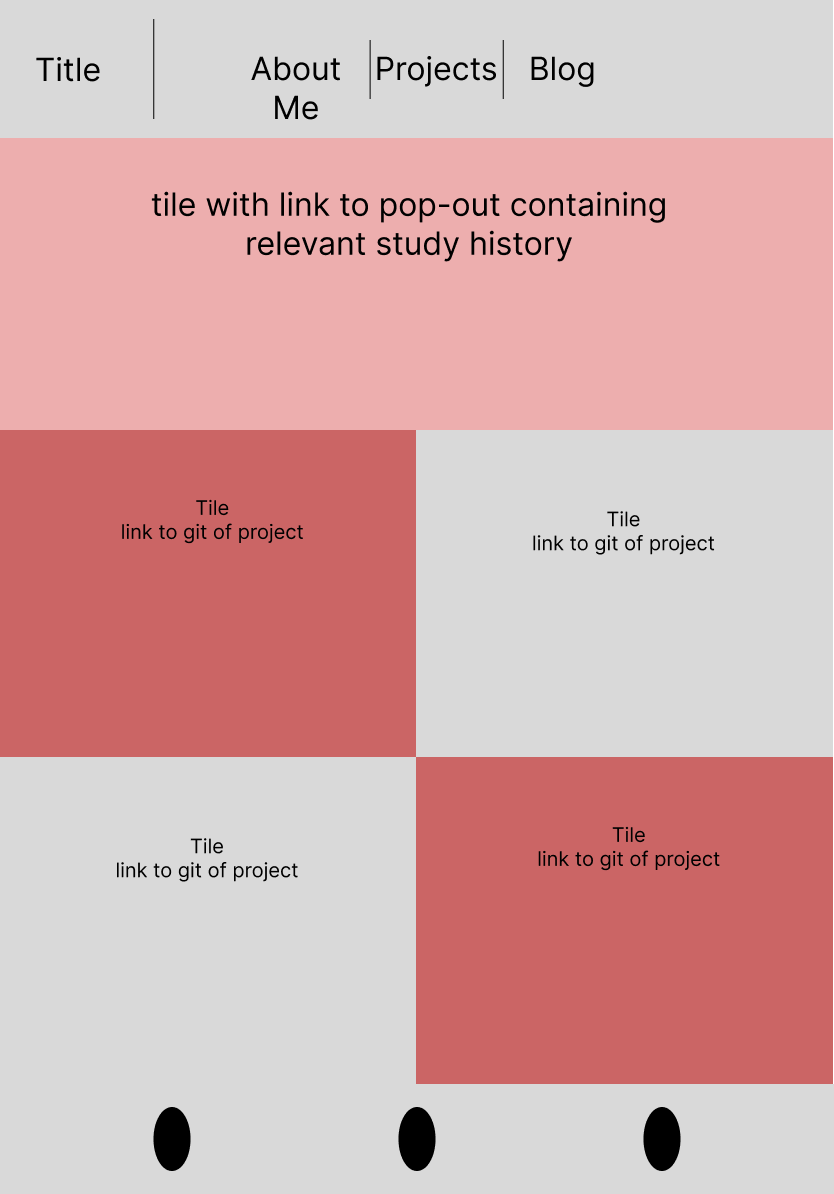 Title
About
Me
Projects
Blog
tile with link to pop-out containing
relevant study history
Tile
link to git of project
Tile
link to git of project
Tile
link to git of project
Tile
link to git of project